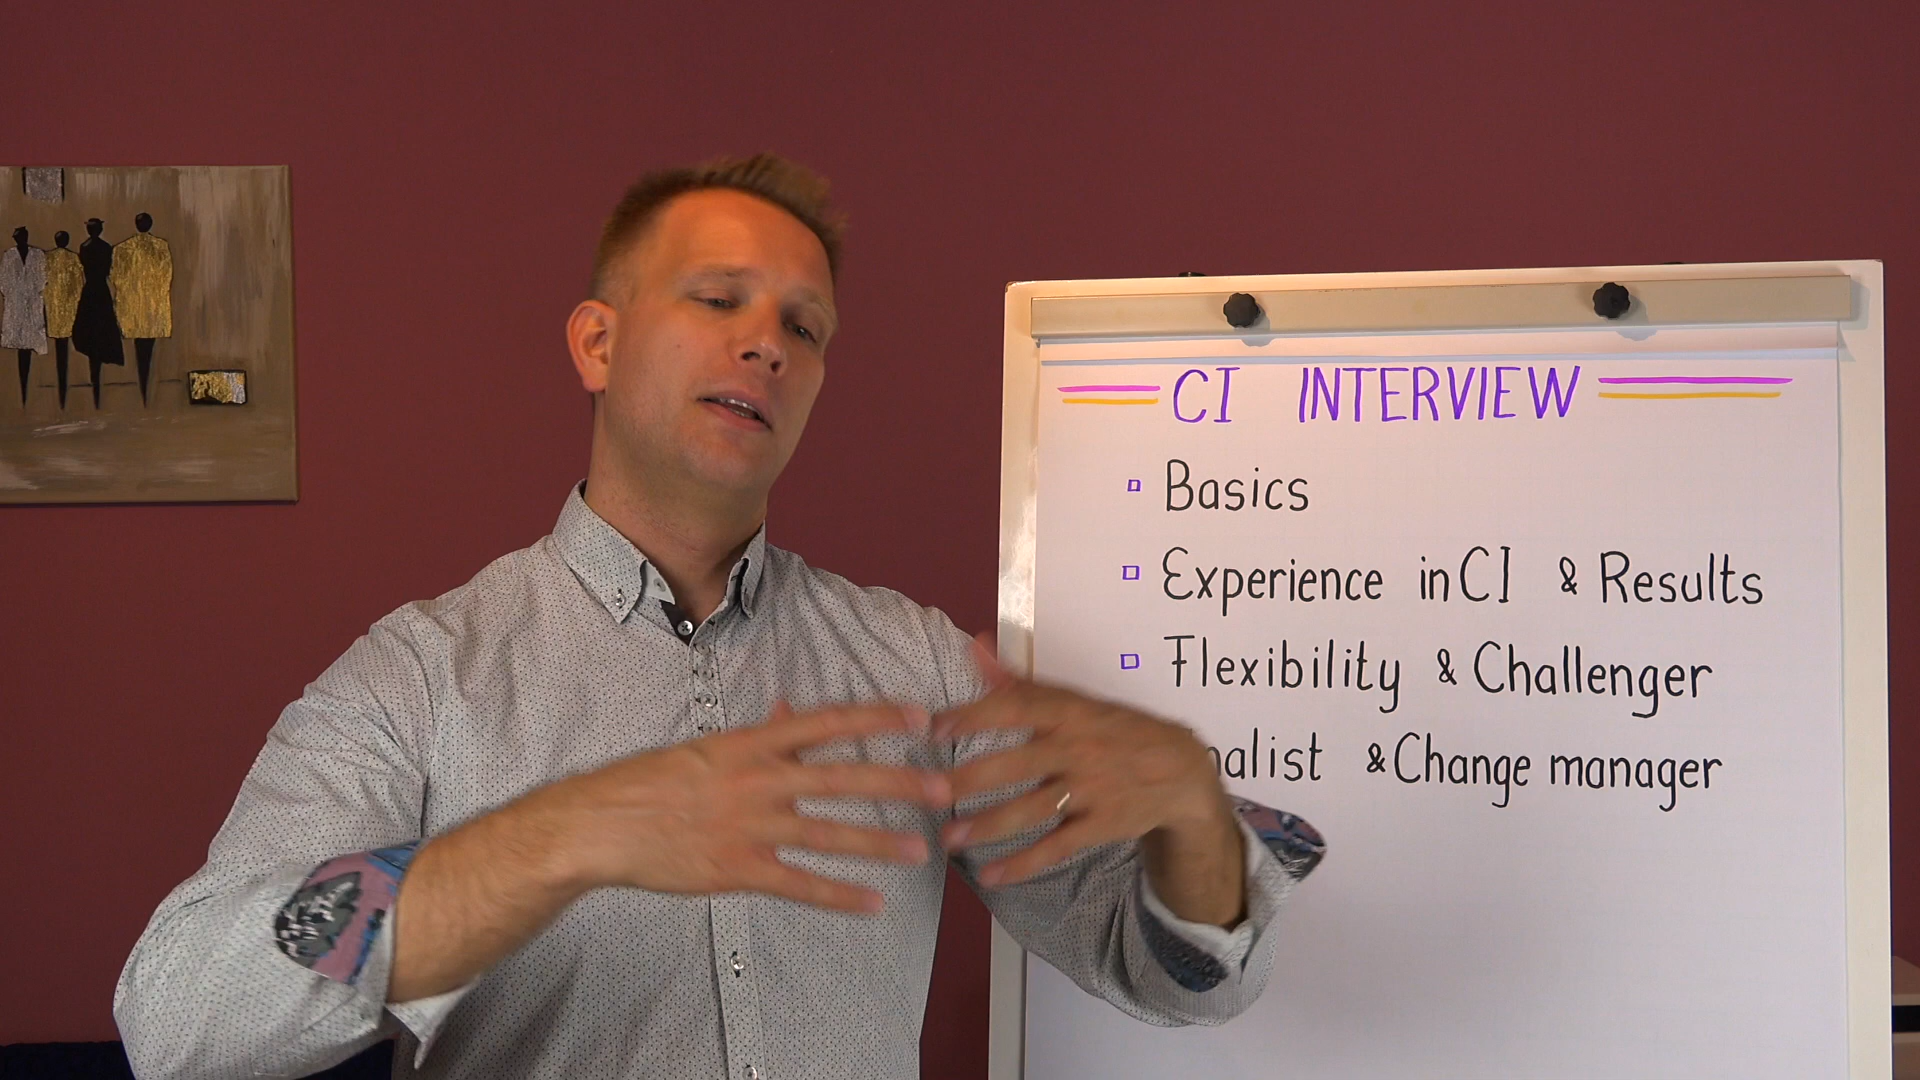 CI INTERVIEW
Basics
Experience in CI & Results
Flexibility & Challenger
& Change manager